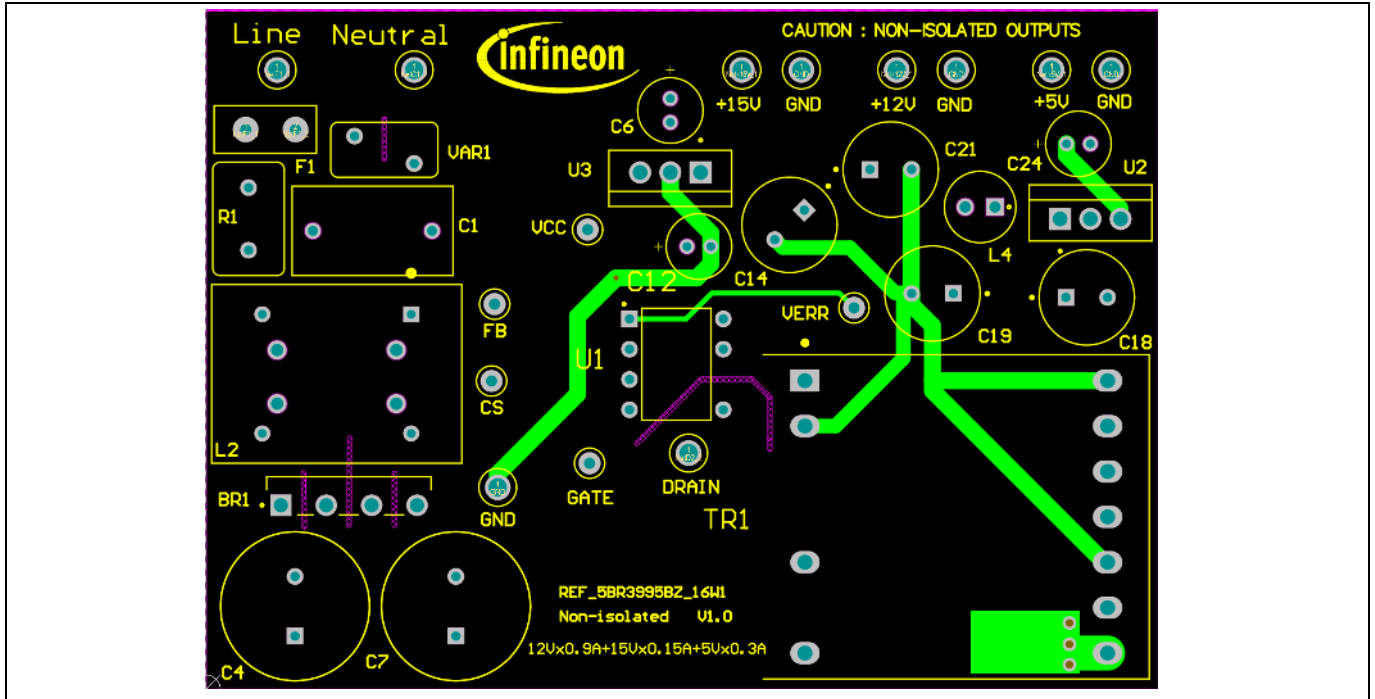 Line Neutral
infineon
CAUTION : NON-ISOLATED OUTPUTS
+15V GND +12V GND +5V GND
C6
F1
VAR1
U3
C21
C24
U2
R1
C1
VCC
C14
L4
C12
FB
VERR
C19
C18
U1
CS
L2
BR1
GND
GATE
DRAIN
TR1
REF_5BR3995BZ_16W1
Non-isolated V1.0
12Vx0.9A+15Vx0.15A+5Vx0.3A
C4
C7